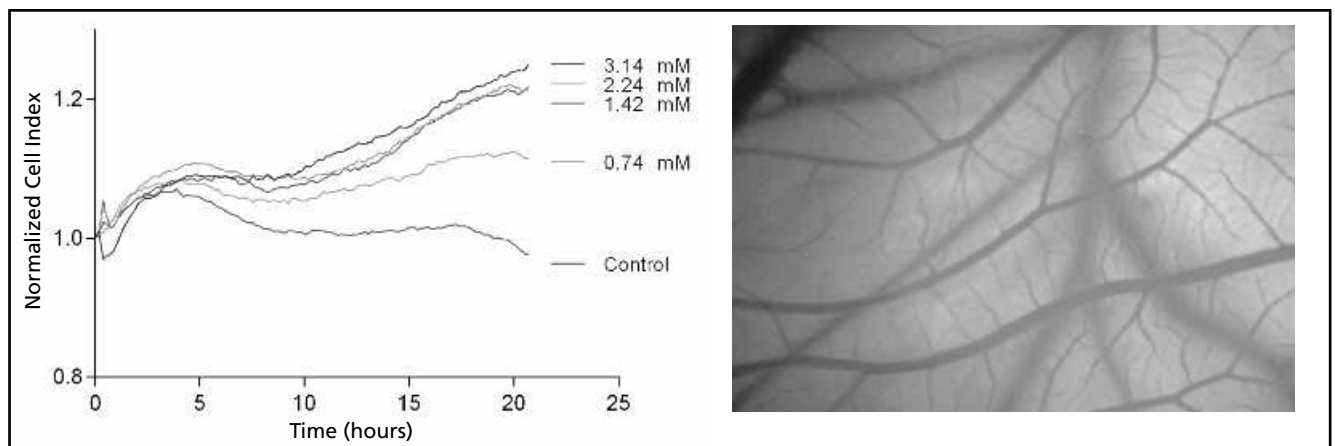 Normalized Cell Index
1.2
1.0
0.8
0 5 10 15 20 25
Time (hours)
3.14 mM
2.24 mM
1.42 mM
0.74 mM
Control